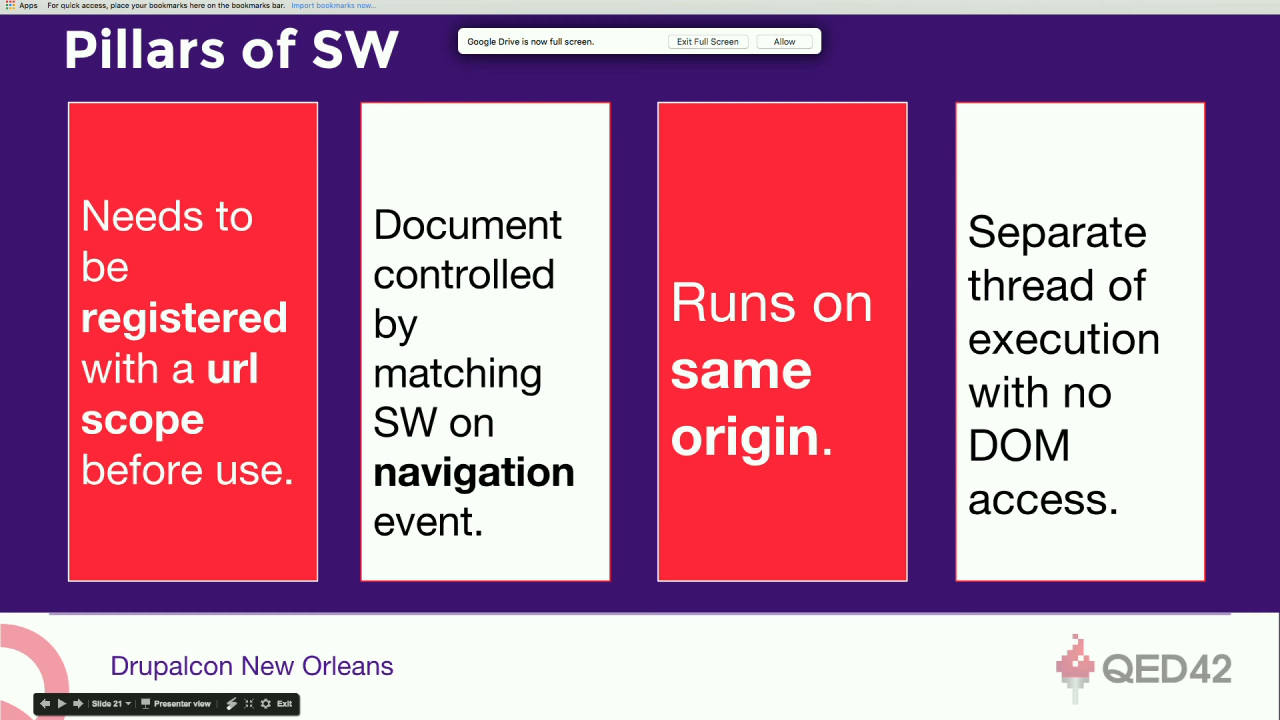 Apps For quick access, place your bookmarks here on the bookmarks bar. Import bookmarks now...
Pillars of SW
Google Drive is now full screen. Exit Full Screen Allow
Needs to
be
registered
with a url
scope
before use.
Document
controlled
by
matching
SW on
navigation
event.
Runs on
same
origin.
Separate
thread of
execution
with no
DOM
access.
Drupalcon New Orleans
QED42
Slide 21 Presenter view Exit